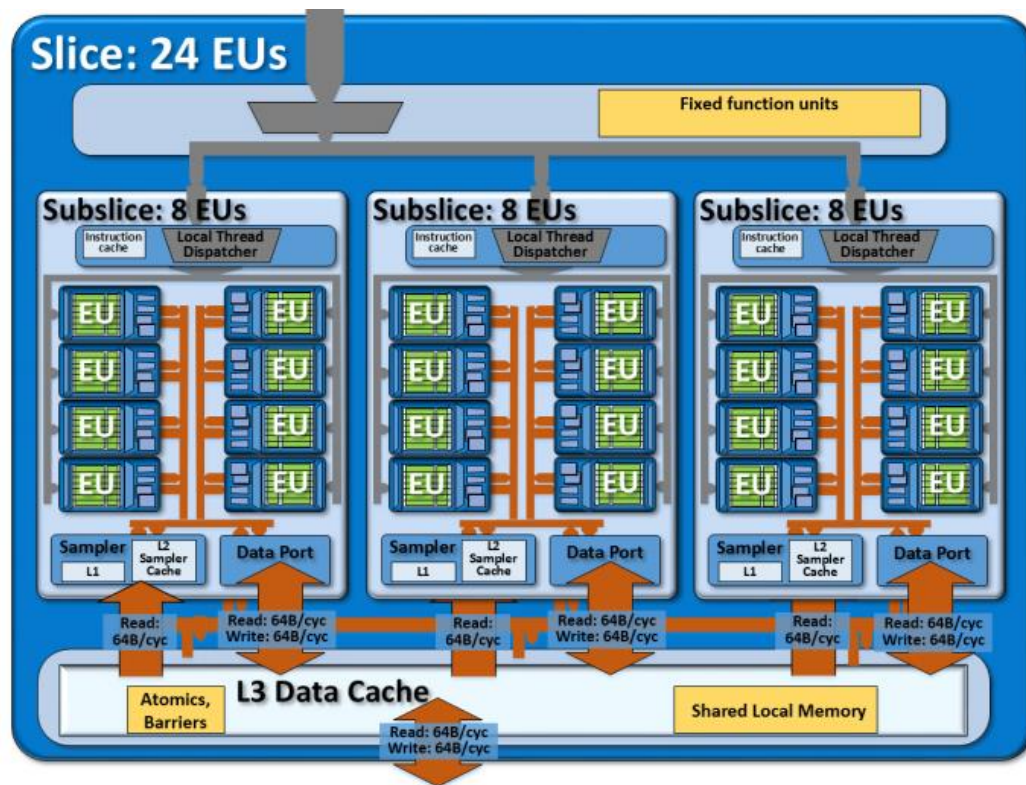 Slice: 24 EUs
Fixed function units
Subslice: 8 EUs
Instruction
cache
Local Thread
Dispatcher
EU
EU
EU
EU
EU
EU
EU
EU
Sampler
L1
L2
Sampler
Cache
Data Port
Subslice: 8 EUs
Instruction
cache
Local Thread
Dispatcher
EU
EU
EU
EU
EU
EU
EU
EU
Sampler
L1
L2
Sampler
Cache
Data Port
Subslice: 8 EUs
Instruction
cache
Local Thread
Dispatcher
EU
EU
EU
EU
EU
EU
EU
EU
Sampler
L1
L2
Sampler
Cache
Data Port
Read:
64B/cyc
Read: 64B/cyc
Write: 64B/cyc
Read:
64B/cyc
Read: 64B/cyc
Write: 64B/cyc
Read:
64B/cyc
Read: 64B/cyc
Write: 64B/cyc
L3 Data Cache
Atomics,
Barriers
Shared Local Memory
Read: 64B/cyc
Write: 64B/cyc